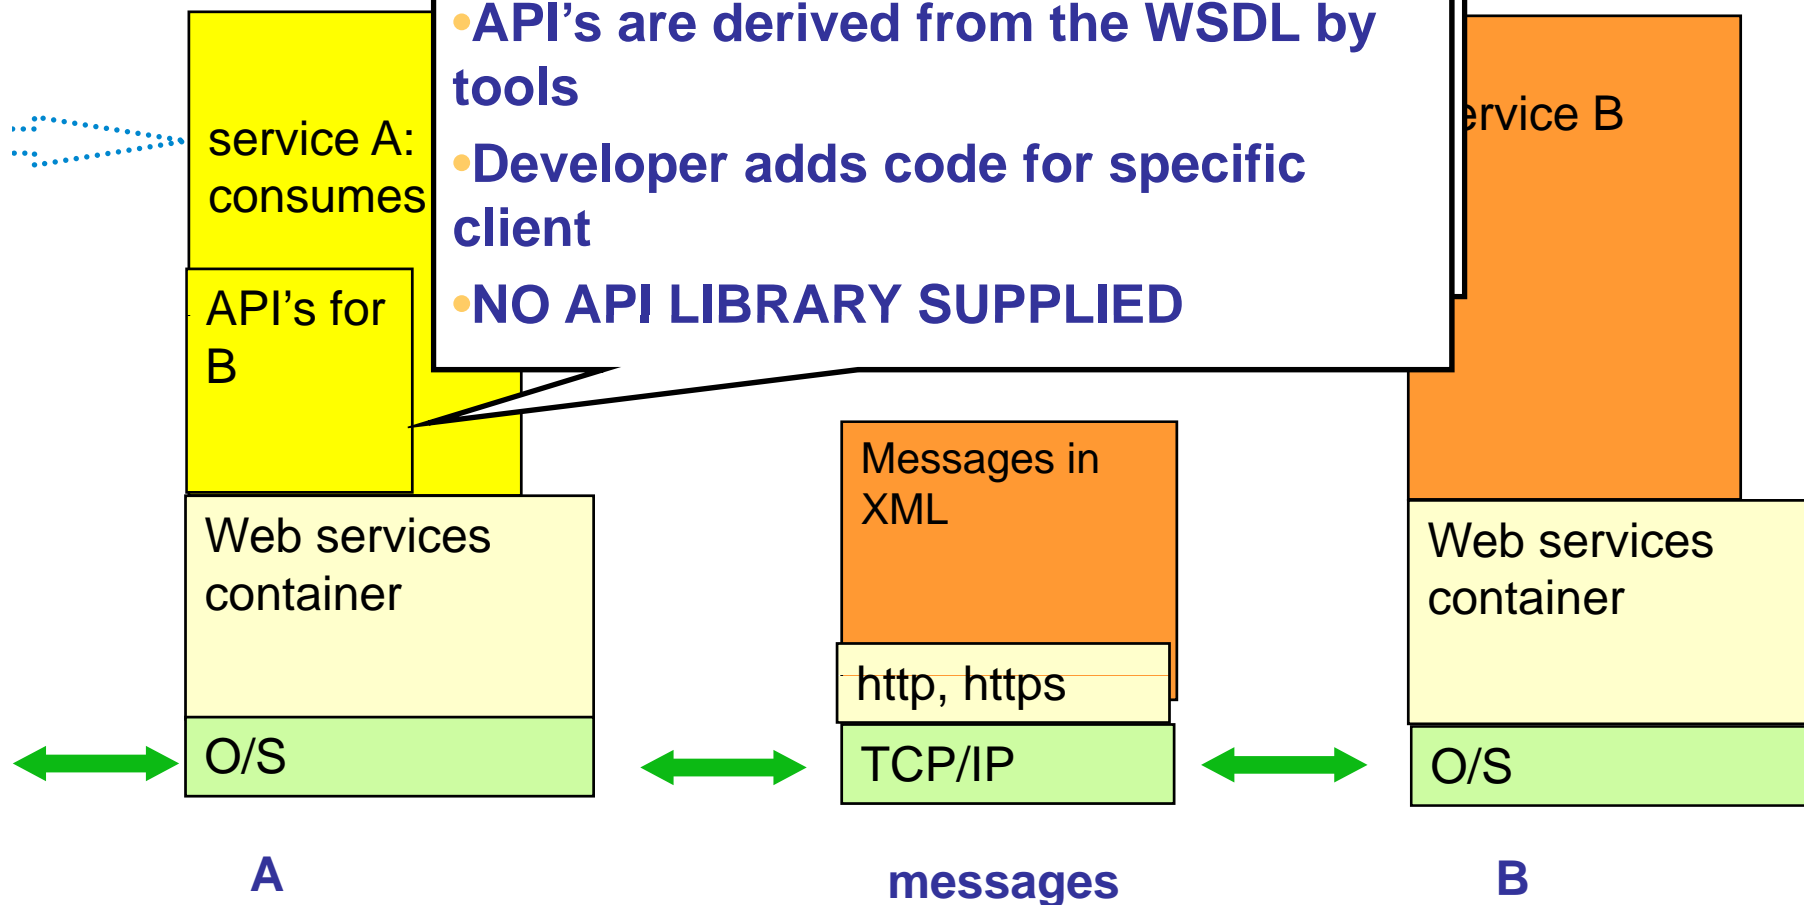 •API's are derived from the WSDL by
tools
•Developer adds code for specific
client
•NO API LIBRARY SUPPLIED
service A:
consumes
API's for
B
Web services
container
O/S
A
Messages in
XML
http, https
TCP/IP
messages
ervice B
Web services
container
O/S
B